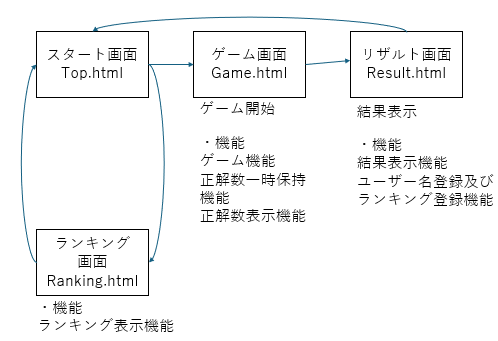 スタート画面
Top.html
ゲーム画面
Game.html
リザルト画面
Result.html
ゲーム開始
・機能
ゲーム機能
正解数一時保持
機能
正解数表示機能
結果表示
・機能
結果表示機能
ユーザー名登録及び
ランキング登録機能
ランキング
画面
Ranking.html
・機能
ランキング表示機能